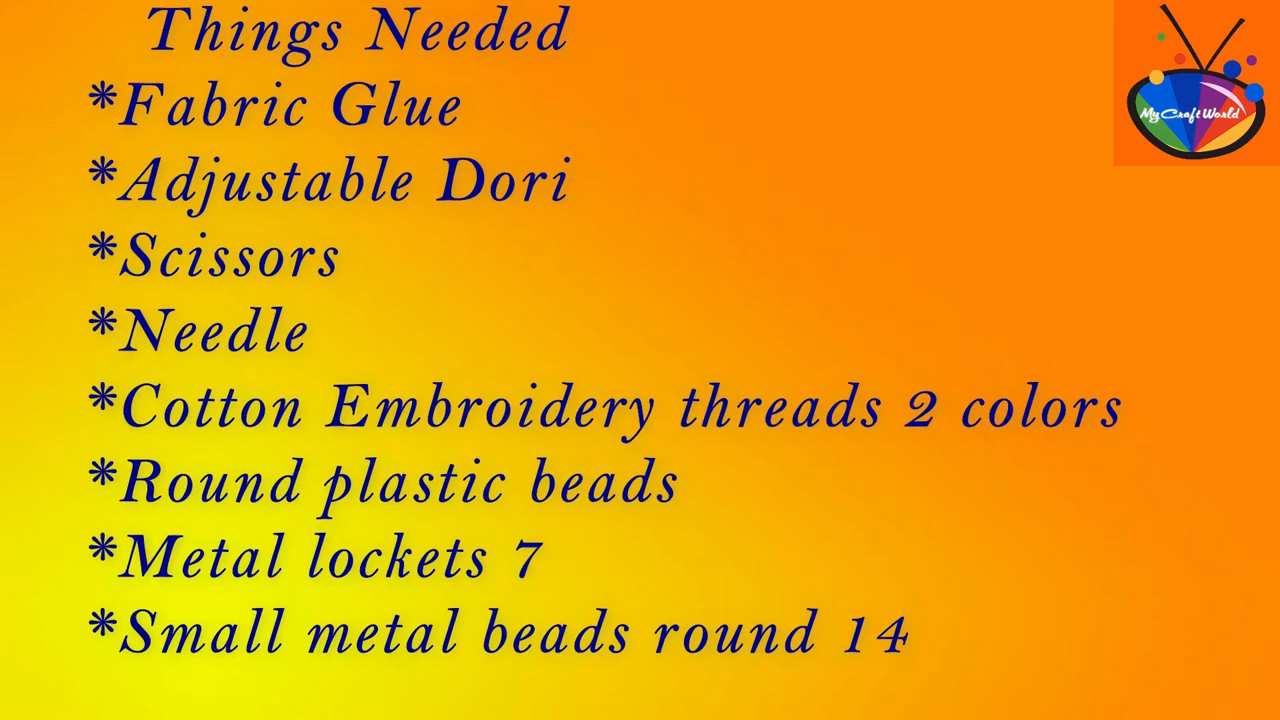 Things Needed
*Fabric Glue
*Adjustable Dori
*Scissors
*Needle
*Cotton Embroidery threads 2 colors
*Round plastic beads
*Metal lockets 7
*Small metal beads round 14
My Craft World